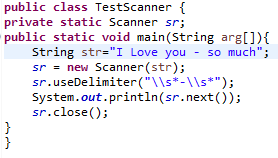 public class TestScanner {
private static Scanner sr;
public static void main(String arg[]){
String str="I Love you - so much";
sr = new Scanner(str);
sr.useDelimiter("\\s*-\\s*");
System.out.println(sr.next());
sr.close();
}
}